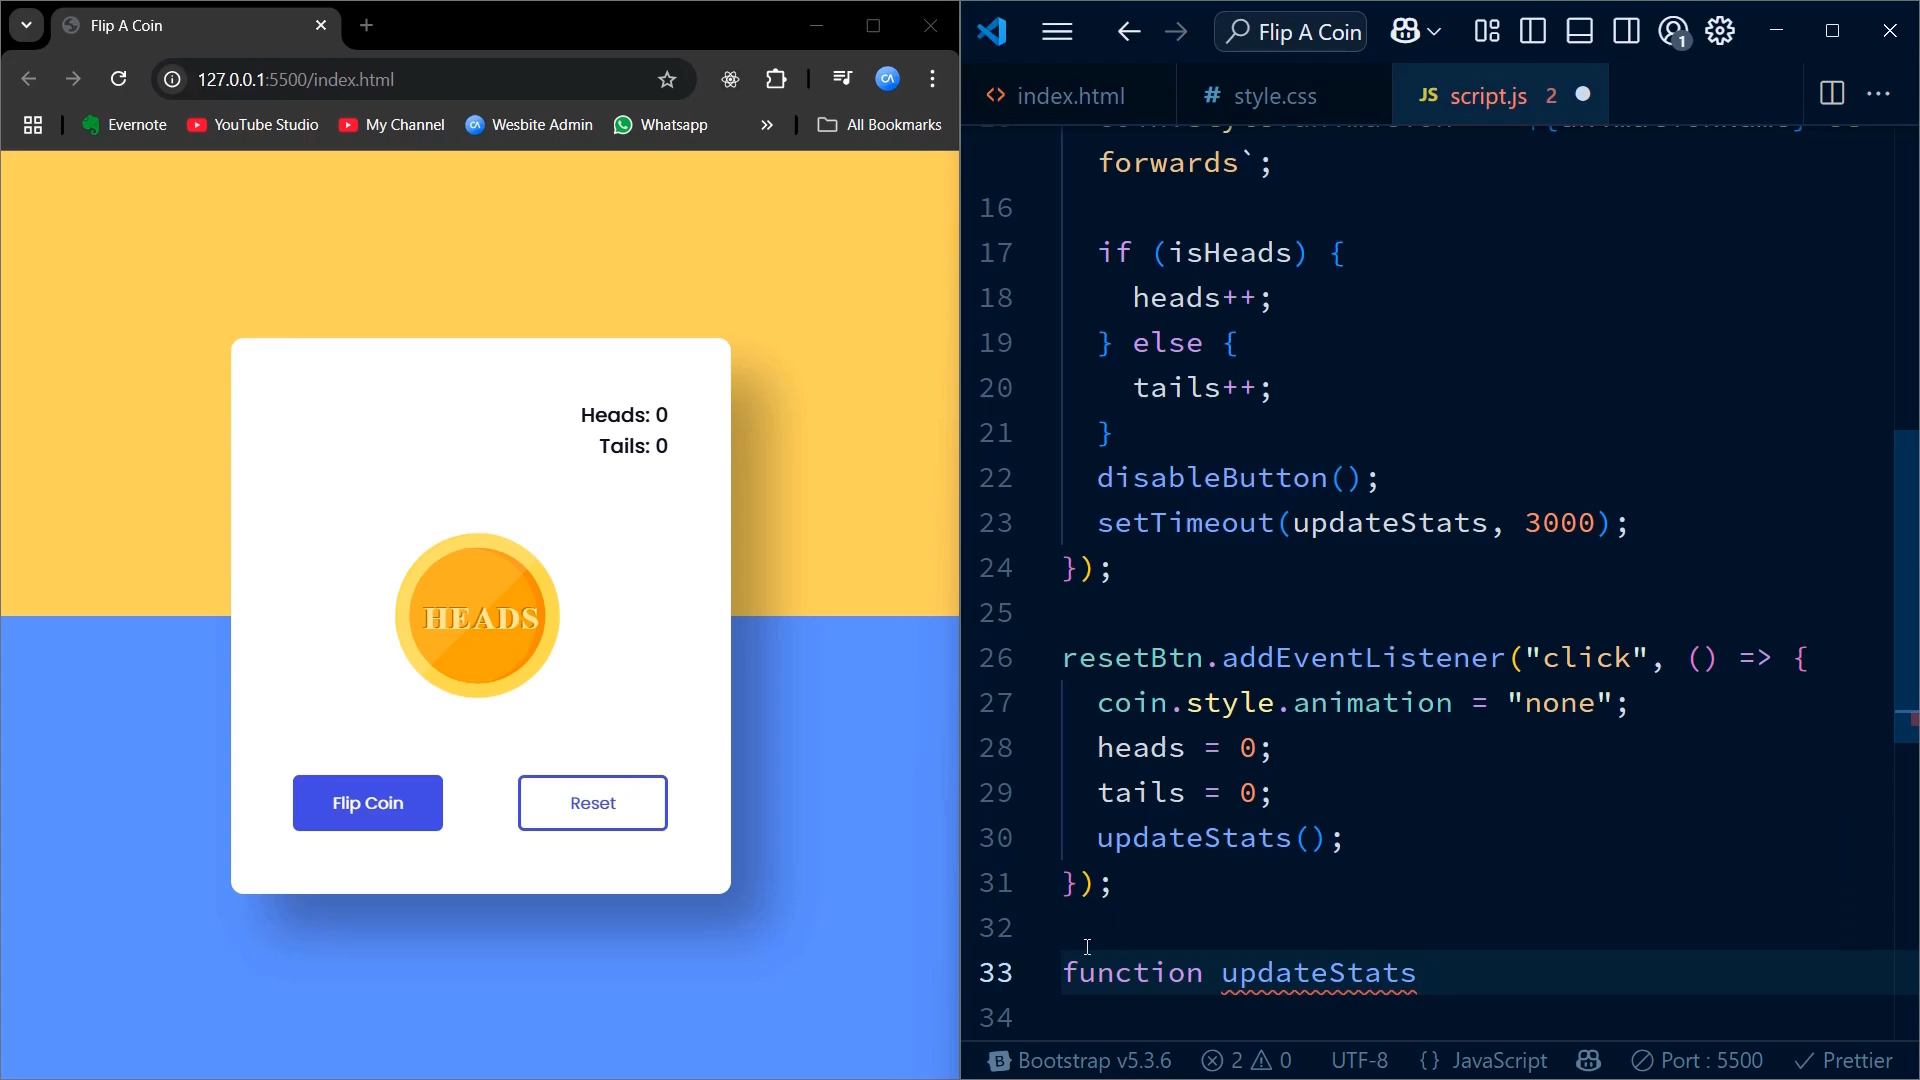 Flip A Coin
127.0.0.1:5500/index.html
Evernote
YouTube Studio
My Channel
Wesbite Admin
Whatsapp
»
All Bookmarks
Heads: 0
Tails: 0
HEADS
Flip Coin
Reset
Flip A Coin
1
index.html
# style.css
JS script.js 2
forwards`;
16
17 if (isHeads) {
18 heads++;
19 } else {
20 tails++;
21 }
22 disableButton();
23 setTimeout(updateStats, 3000);
24 });
25
26 resetBtn.addEventListener("click", () => {
27 coin.style.animation = "none";
28 heads = 0;
29 tails = 0;
30 updateStats();
31 });
32
33 function updateStats
34
Bootstrap v5.3.6 2 0 UTF-8 {} JavaScript Port : 5500 Prettier